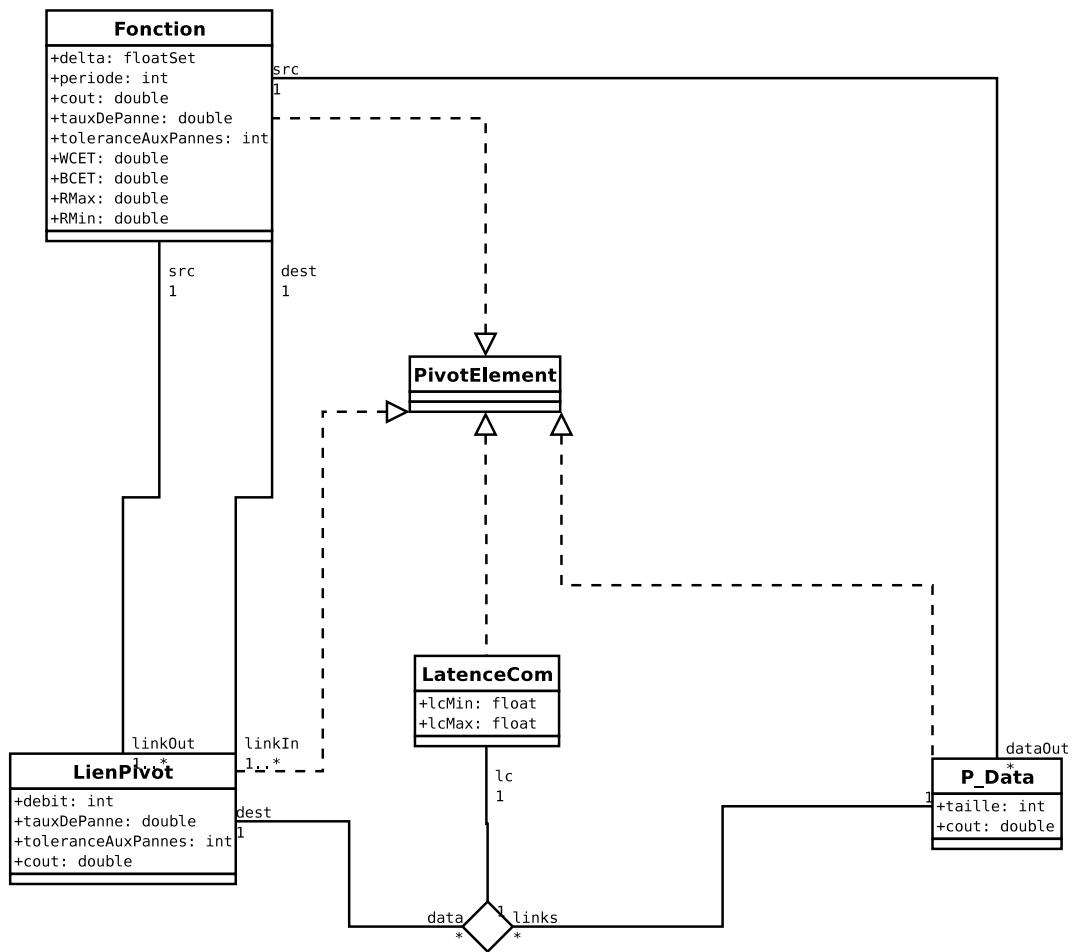 Fonction
+delta: floatSet
+periode: int
+cout: double
+tauxDePanne: double
+toleranceAuxPannes: int
+WCET: double
+BCET: double
+RMax: double
+RMin: double
src
1
src
1
dest
1
PivotElement
LatenceCom
+lcMin: float
+lcMax: float
linkOut
1..*
linkIn
1..*
LienPivot
+debit: int
+tauxDePanne: double
+toleranceAuxPannes: int
+cout: double
dest
1
lc
1
dataOut
*
P_Data
+taille: int
+cout: double
1
data
*
1
links
*